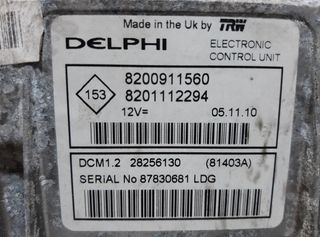 Made in the Uk by TRW
DELPHI
ELECTRONIC
CONTROL UNIT
153
8200911560
8201112294
12V=
05.11.10
DCM1.2 28256130 (81403A)
SERIAL No 87830681 LDG